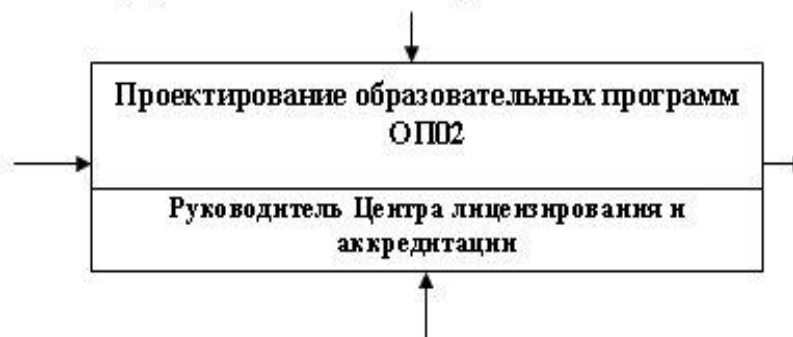 Проектирование образовательных программ
ОП02
Руководитель Центра лицензирования и
аккредитации